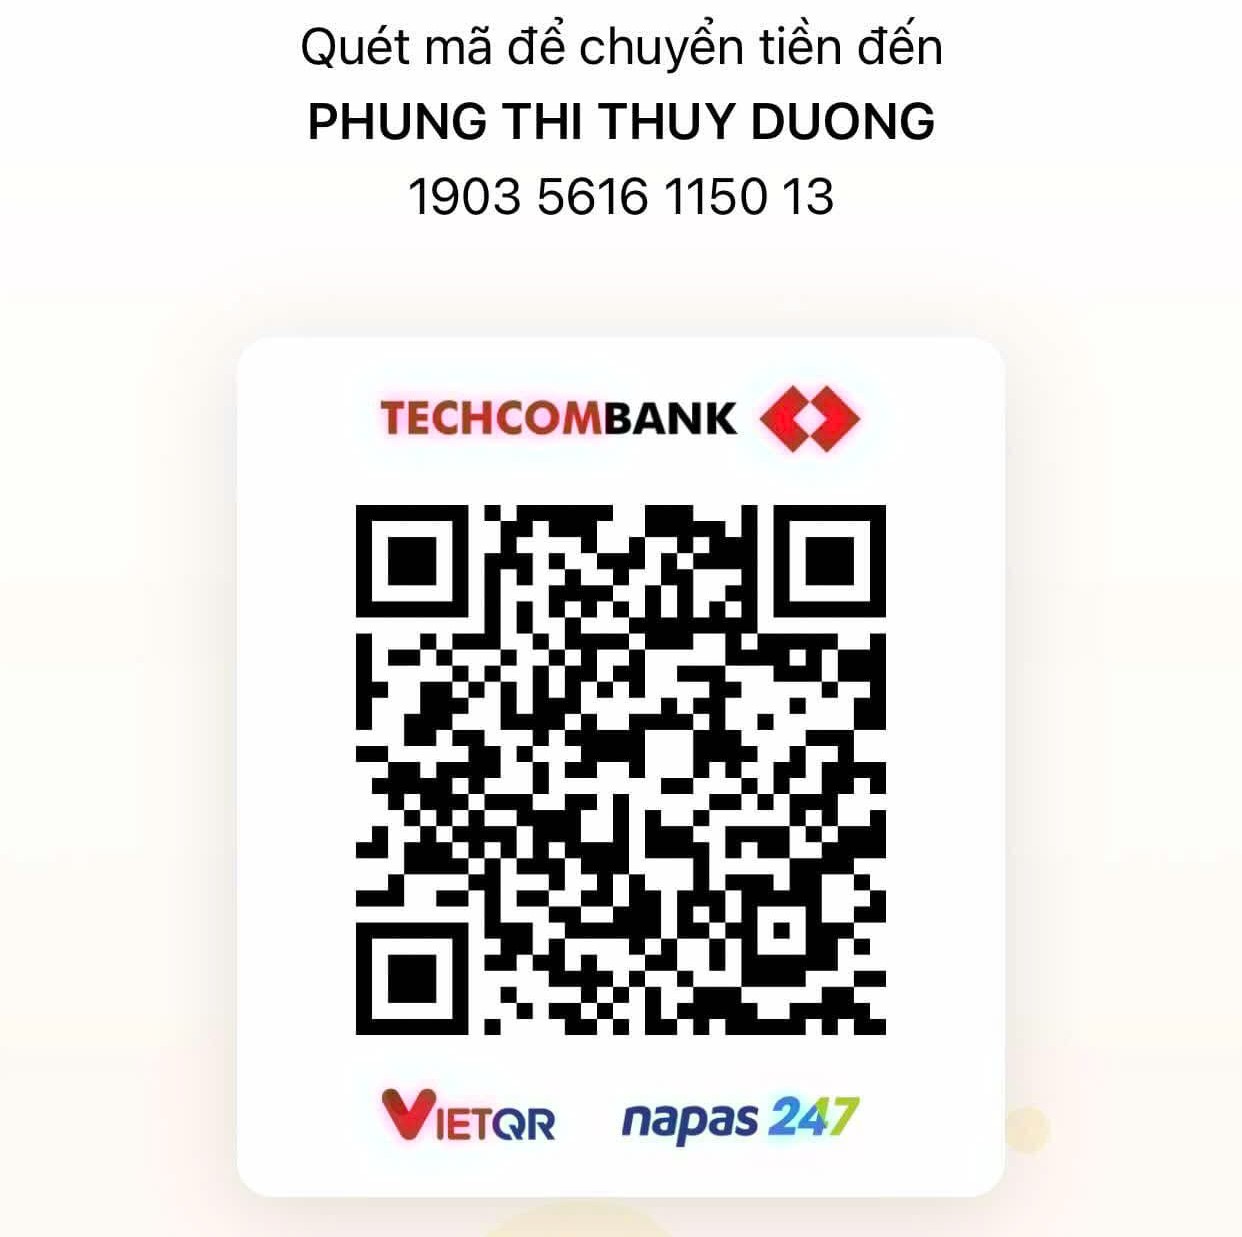 Quét mã để chuyển tiền đến
PHUNG THI THUY DUONG
1903 5616 1150 13
TECHCOMBANK
VIETQR
napas 247